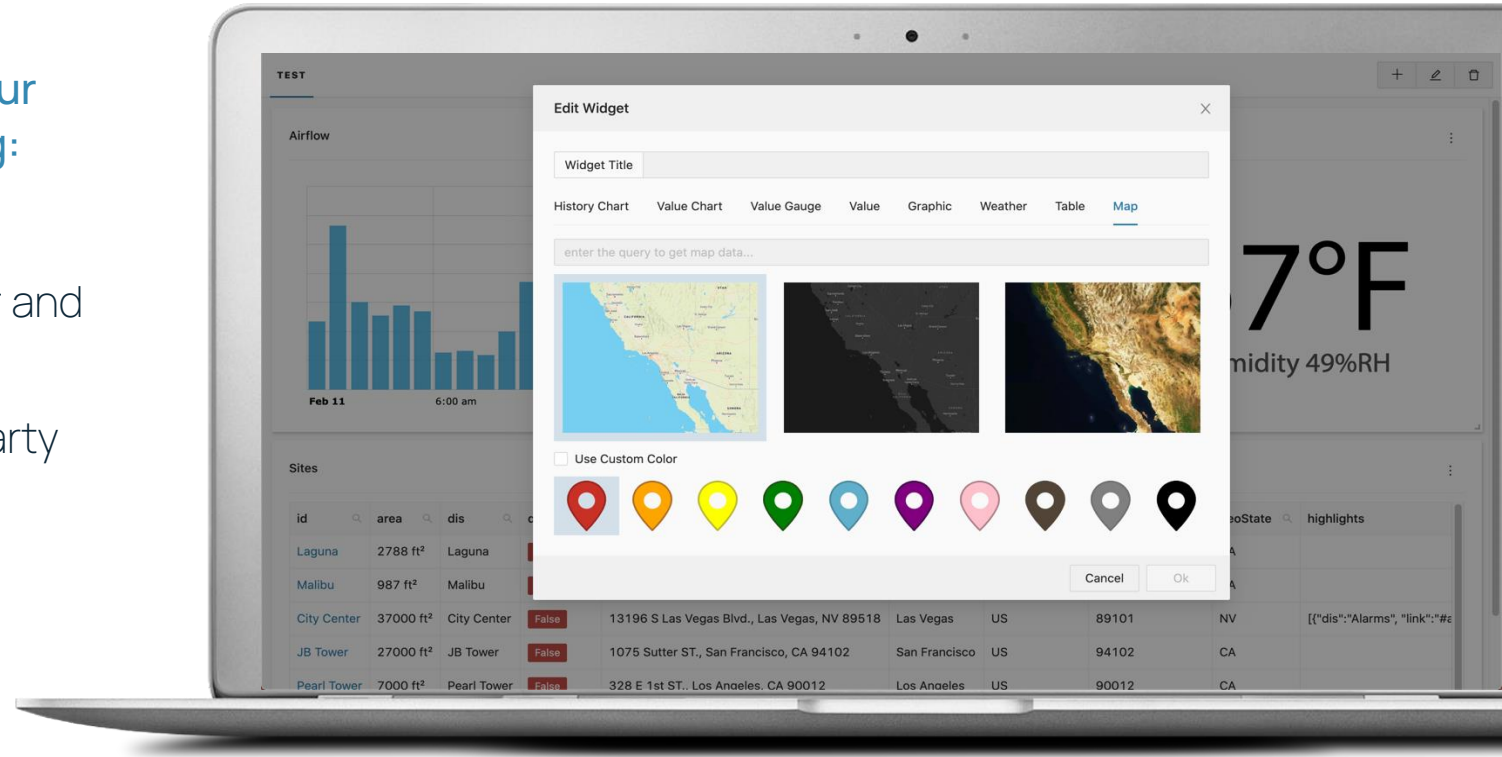 ur
g:
r and
arty
TEST
Edit Widget
Airflow
Widget Title
History Chart Value Chart Value Gauge Value Graphic Weather Table Map
enter the query to get map data...
7°F
midity 49%RH
Feb 11 6:00 am
Use Custom Color
Sites
id area dis eoState highlights
Laguna 2788 ft² Laguna
Malibu 987 ft² Malibu
Cancel Ok
City Center 37000 ft² City Center False 13196 S Las Vegas Blvd., Las Vegas, NV 89518 Las Vegas US 89101 NV [{"dis":"Alarms", "link":"#a
JB Tower 27000 ft² JB Tower False 1075 Sutter ST., San Francisco, CA 94102 San Francisco US 94102 CA
Pearl Tower 7000 ft² Pearl Tower False 328 E 1st ST., Los Angeles, CA 90012 Los Angeles US 90012 CA